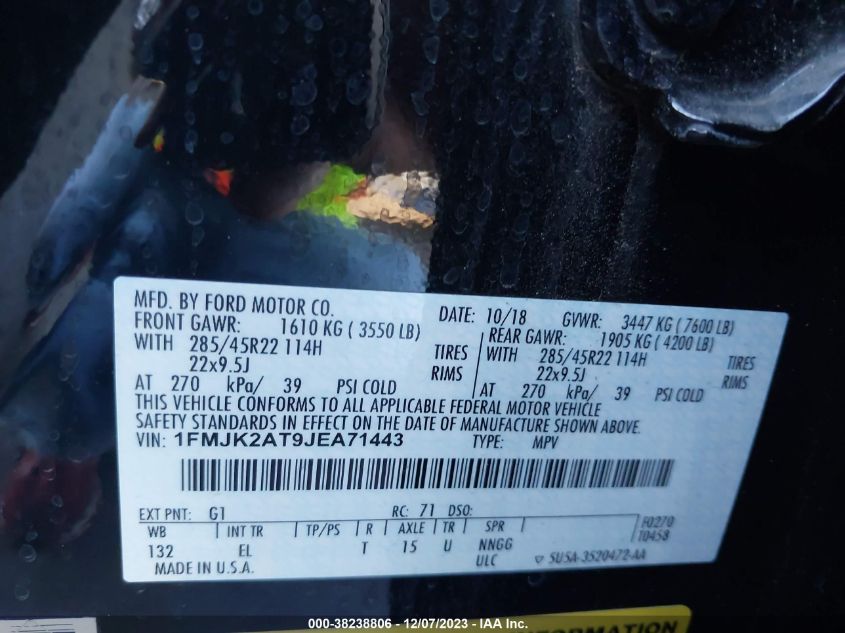 MFD. BY FORD MOTOR CO.
DATE: 10/18 GVWR: 3447 KG ( 7600 LB)
FRONT GAWR: 1610 KG ( 3550 LB)
REAR GAWR: 1905 KG ( 4200 LB)
WITH 285/45R22 114H TIRES
WITH 285/45R22 114H TIRES
22x9.5J RIMS
22x9.5J RIMS
AT 270 kPa/ 39 PSI COLD
AT 270 kPa/ 39 PSI COLD
THIS VEHICLE CONFORMS TO ALL APPLICABLE FEDERAL MOTOR VEHICLE
SAFETY STANDARDS IN EFFECT ON THE DATE OF MANUFACTURE SHOWN ABOVE.
VIN: 1FMJK2AT9JEA71443 TYPE: MPV
EXT PNT: G1 RC: 71 DSO:
WB INT TR TP/PS R AXLE TR SPR
F0270
T0458
132 EL T 15 U NNGG
ULC
MADE IN U.S.A.
SU5A-3520472-AA
INFORMATION
000-38238806 - 12/07/2023 - IAA Inc.